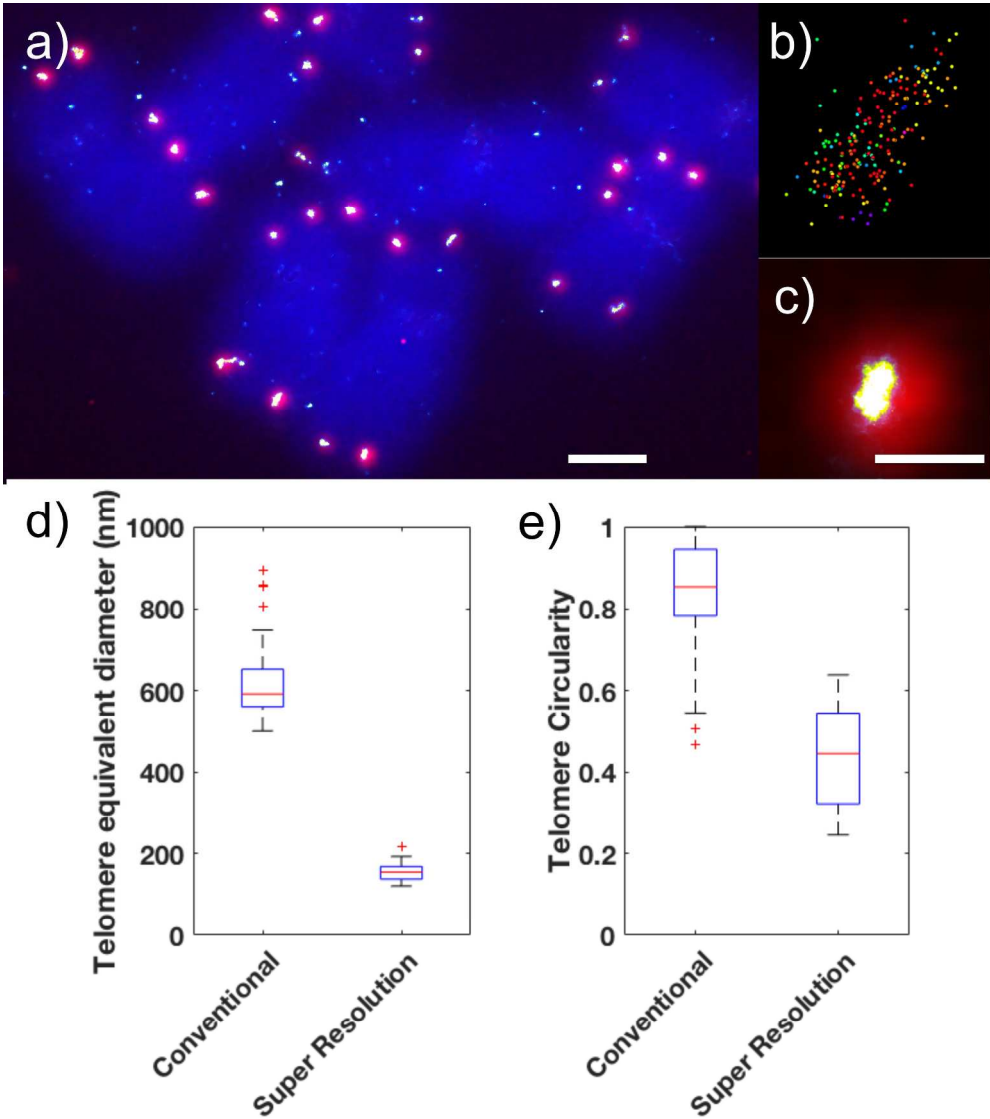 a)
b)
c)
d)
e)
Telomere equivalent diameter (nm)
1000
800
600
400
200
0
Conventional
Super Resolution
Telomere Circularity
1
0.8
0.6
0.4
0.2
0
Conventional
Super Resolution